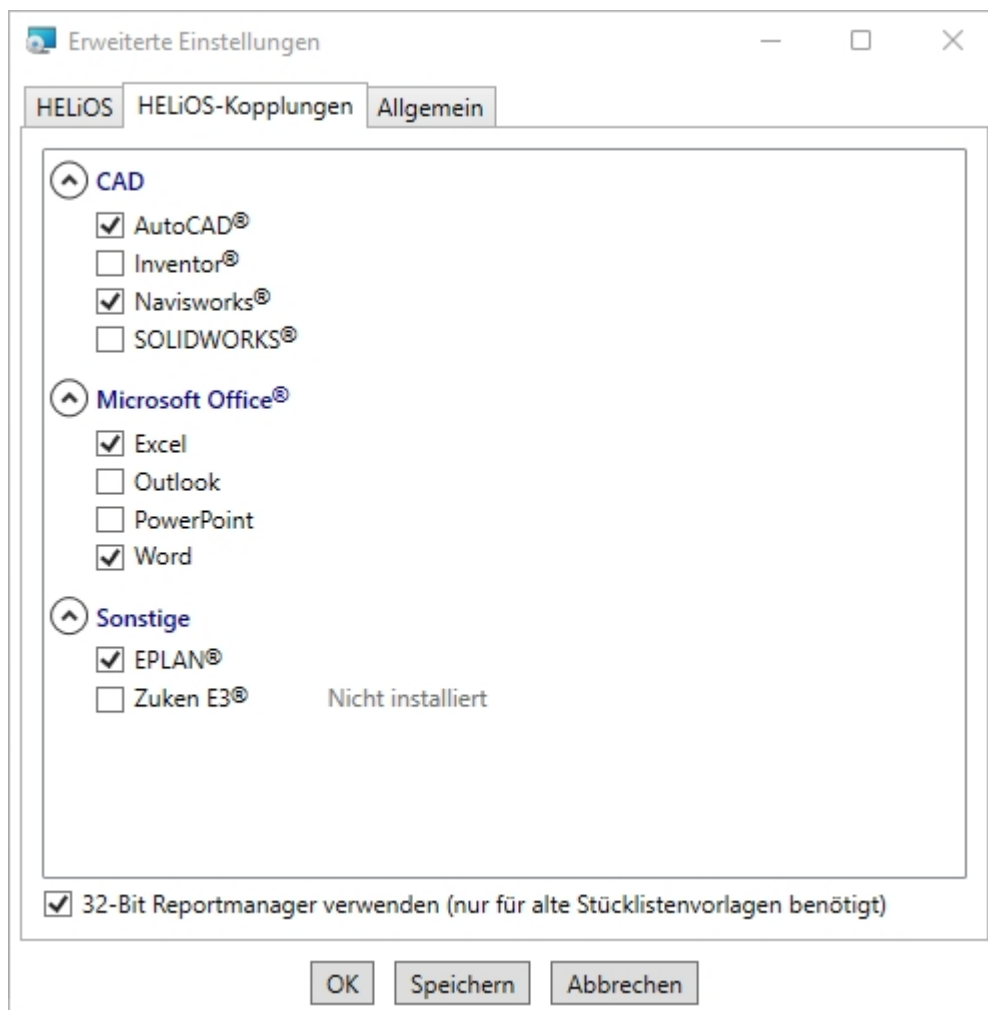 Erweiterte Einstellungen
HELiOS HELiOS-Kopplungen Allgemein
CAD
AutoCAD®
Inventor®
Navisworks®
SOLIDWORKS®
Microsoft Office®
Excel
Outlook
PowerPoint
Word
Sonstige
EPLAN®
Zuken E3® Nicht installiert
32-Bit Reportmanager verwenden (nur für alte Stücklistenvorlagen benötigt)
OK Speichern Abbrechen